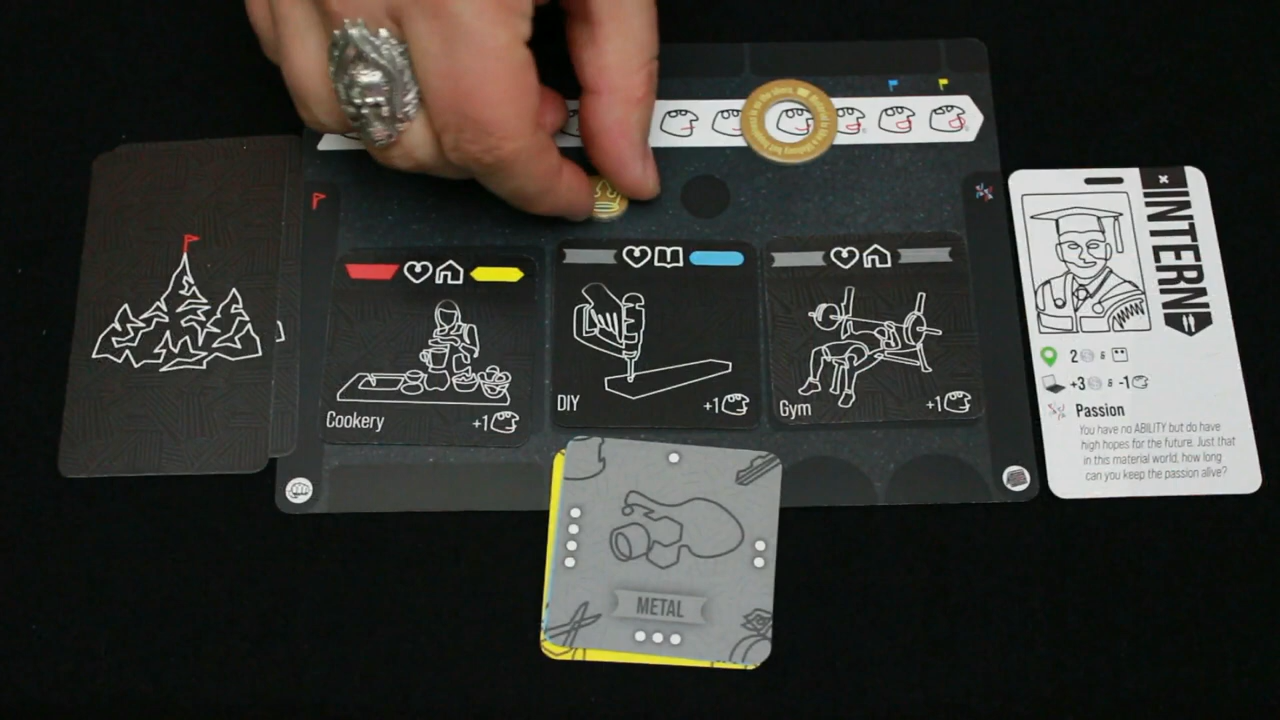 INTERN
2 &
+3 & -1
Passion
You have no ABILITY but do have
high hopes for the future. Just that
in this material world, how long
can you keep the passion alive?
Cookery +1
DIY +1
Gym +1
METAL